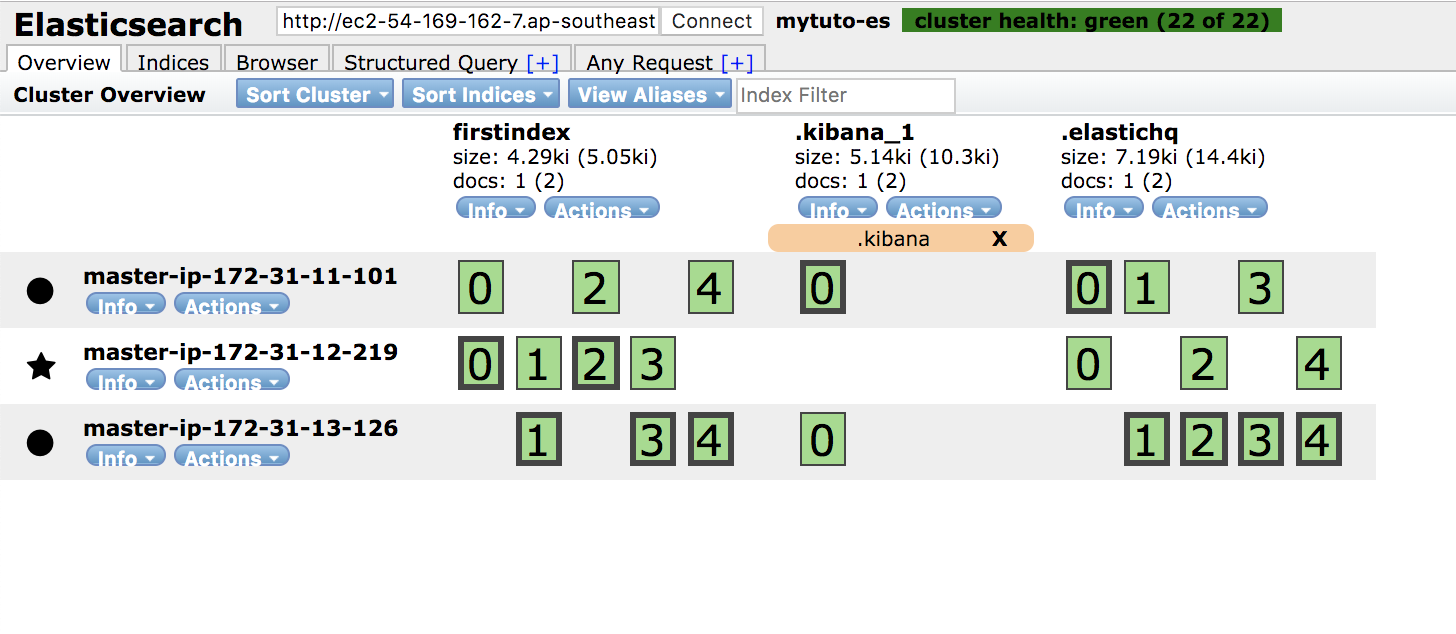 Elasticsearch http://ec2-54-169-162-7.ap-southeast Connect mytuto-es cluster health: green (22 of 22)
Overview Indices Browser Structured Query [+] Any Request [+]
Cluster Overview Sort Cluster Sort Indices View Aliases Index Filter
firstindex .kibana_1 .elastichq
size: 4.29ki (5.05ki) size: 5.14ki (10.3ki) size: 7.19ki (14.4ki)
docs: 1 (2) docs: 1 (2) docs: 1 (2)
Info Actions Info Actions Info Actions
.kibana X
master-ip-172-31-11-101 0 2 4 0 0 1 3
Info Actions
master-ip-172-31-12-219 0 1 2 3 0 2 4
Info Actions
master-ip-172-31-13-126 1 3 4 0 1 2 3 4
Info Actions